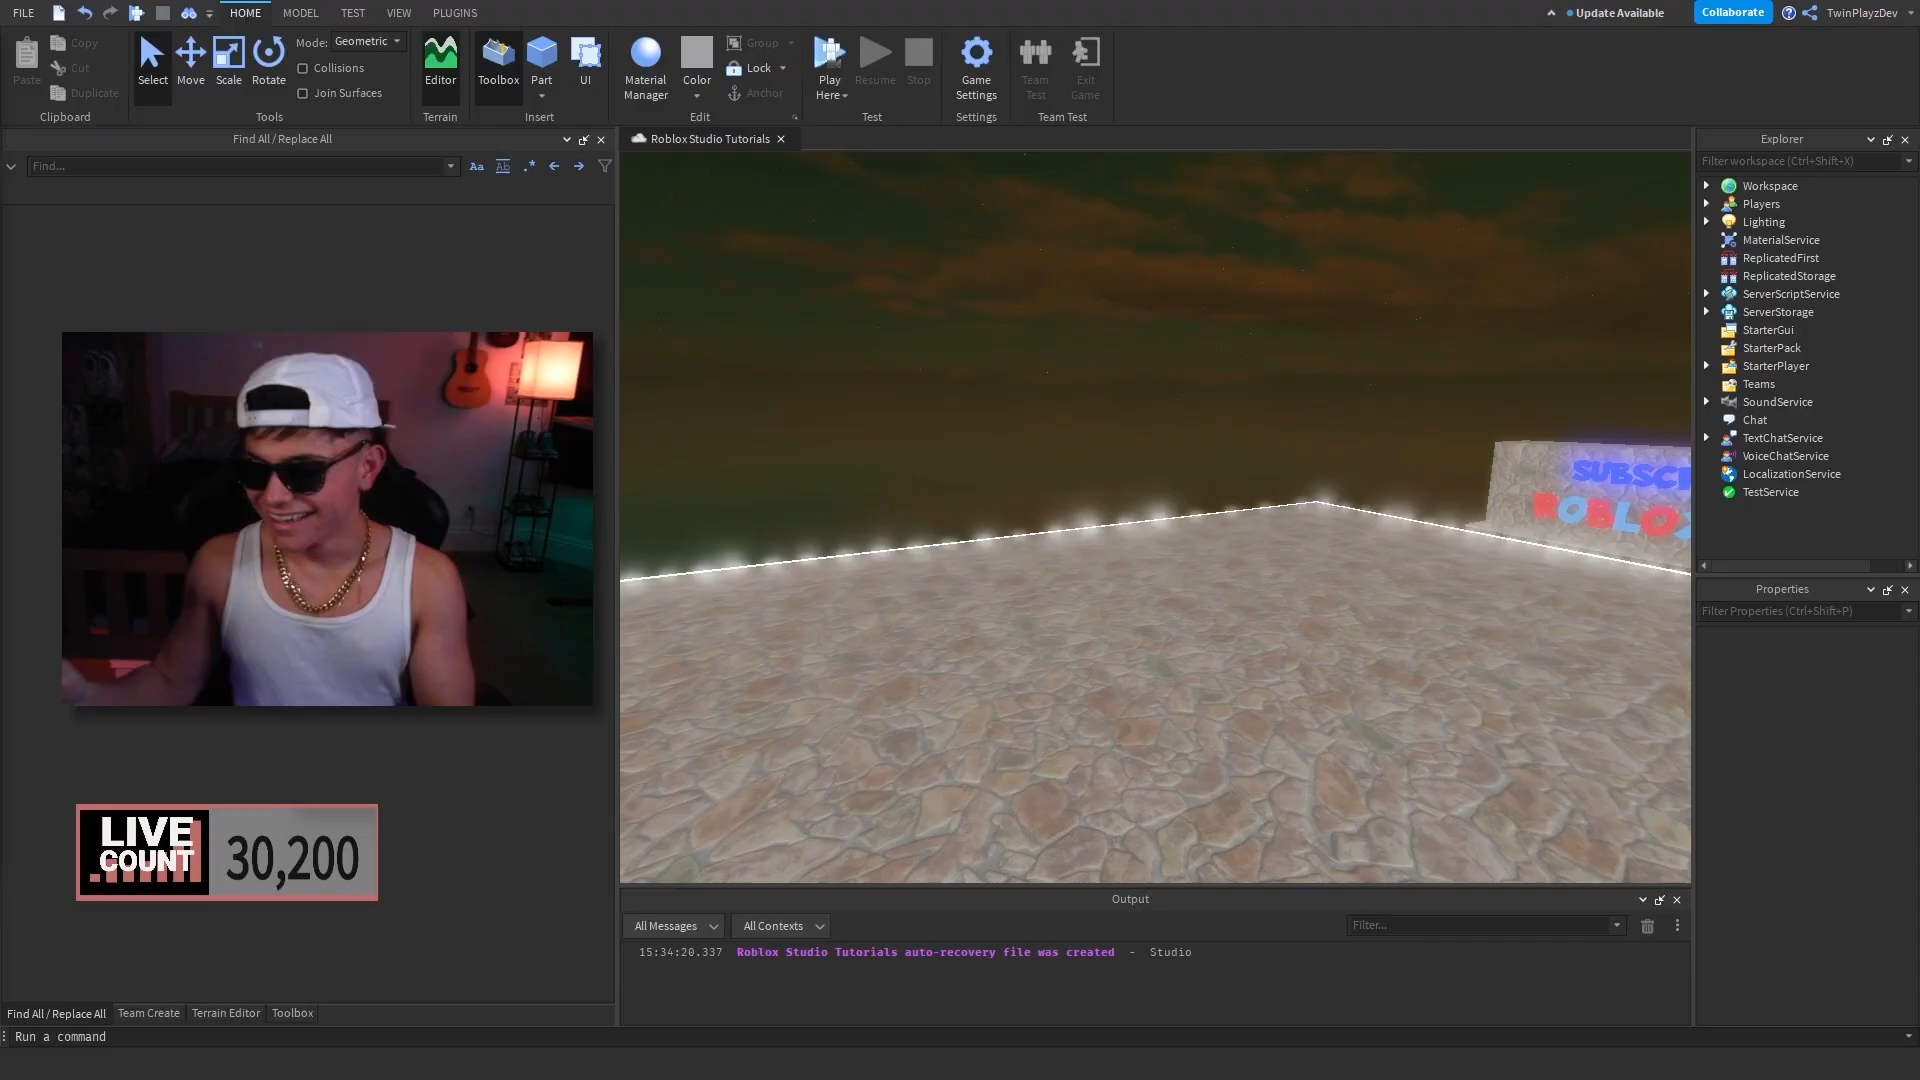 FILE HOME MODEL TEST VIEW PLUGINS Update Available Collaborate TwinPlayzDev
Paste Copy Cut Duplicate Clipboard
Select Move Scale Rotate Mode: Geometric Collisions Join Surfaces Tools
Editor Terrain
Toolbox Part UI Insert
Material Manager Color Group Lock Anchor Edit
Play Here Resume Stop Test
Game Settings Settings
Team Test Exit Game Team Test
Find All / Replace All
Find... Aa Ab .*
LIVE
COUNT
30,200
Find All / Replace All Team Create Terrain Editor Toolbox
Run a command
Roblox Studio Tutorials
SUBSCR
ROBLOX
Output
All Messages All Contexts Filter...
15:34:20.337 Roblox Studio Tutorials auto-recovery file was created - Studio
Explorer
Filter workspace (Ctrl+Shift+X)
Workspace
Players
Lighting
MaterialService
ReplicatedFirst
ReplicatedStorage
ServerScriptService
ServerStorage
StarterGui
StarterPack
StarterPlayer
Teams
SoundService
Chat
TextChatService
VoiceChatService
LocalizationService
TestService
Properties
Filter Properties (Ctrl+Shift+P)